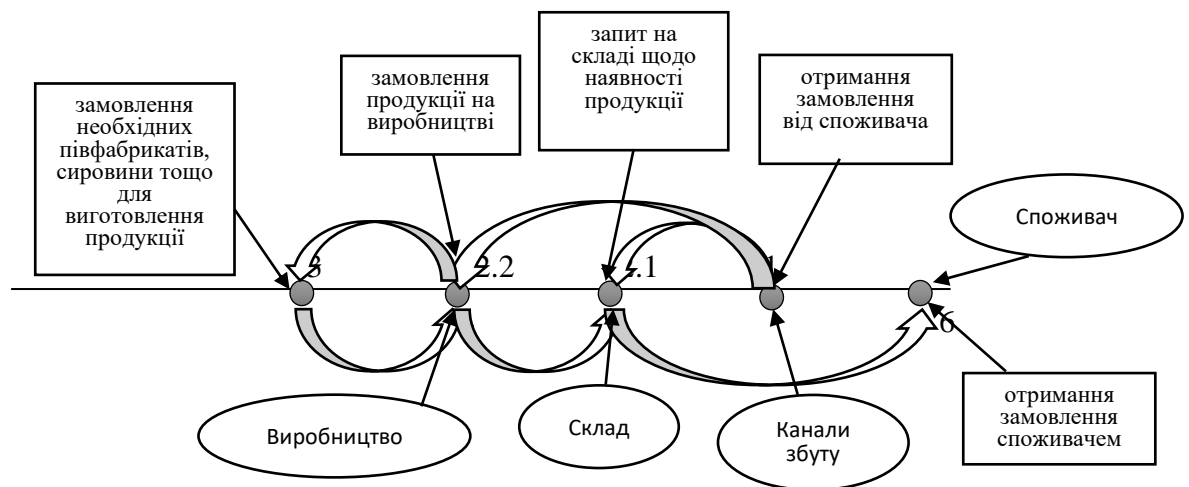 замовлення
необхідних
півфабрикатів,
сировини тощо
для
виготовлення
продукції
замовлення
продукції на
виробництві
запит на
складі щодо
наявності
продукції
отримання
замовлення
від споживача
Споживач
3
2.2
.1
1
6
Виробництво
Склад
Канали
збуту
отримання
замовлення
споживачем